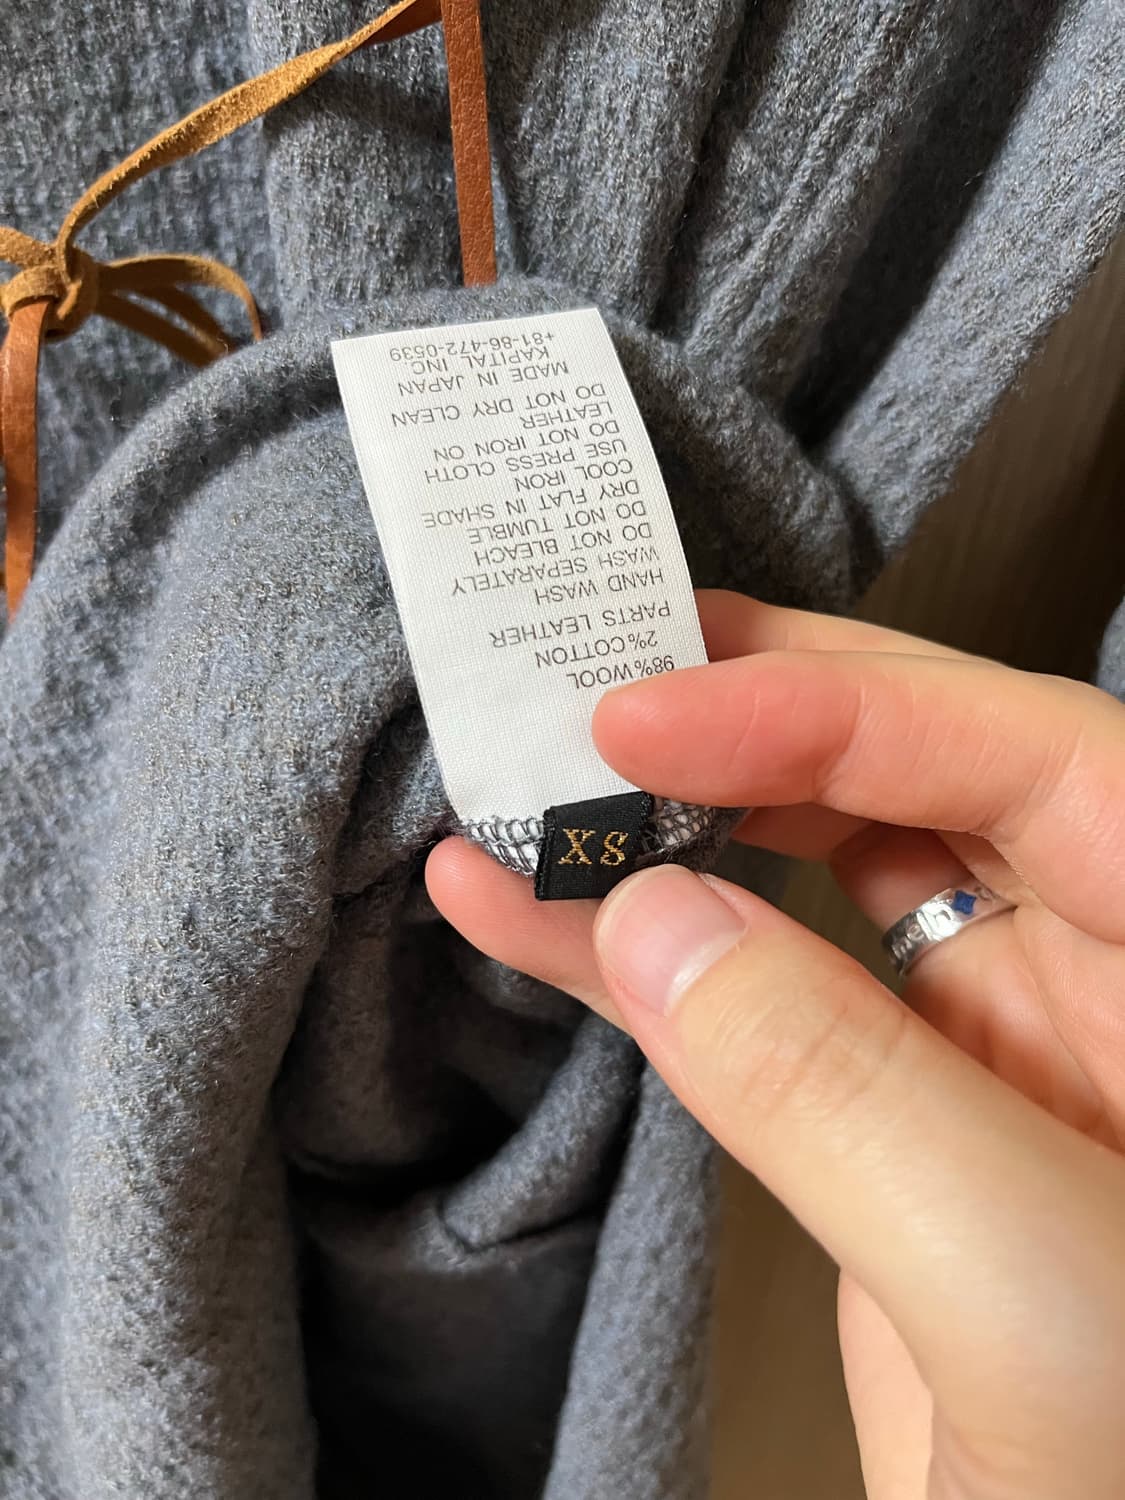 98%WOOL
2%COTTON
PARTS LEATHER
HAND WASH
WASH SEPARATELY
DO NOT BLEACH
DO NOT TUMBLE
DRY FLAT IN SHADE
COOL IRON
USE PRESS CLOTH
DO NOT IRON ON
LEATHER
DO NOT DRY CLEAN
MADE IN JAPAN
KAPITAL INC
+81-86-472-0539
XS